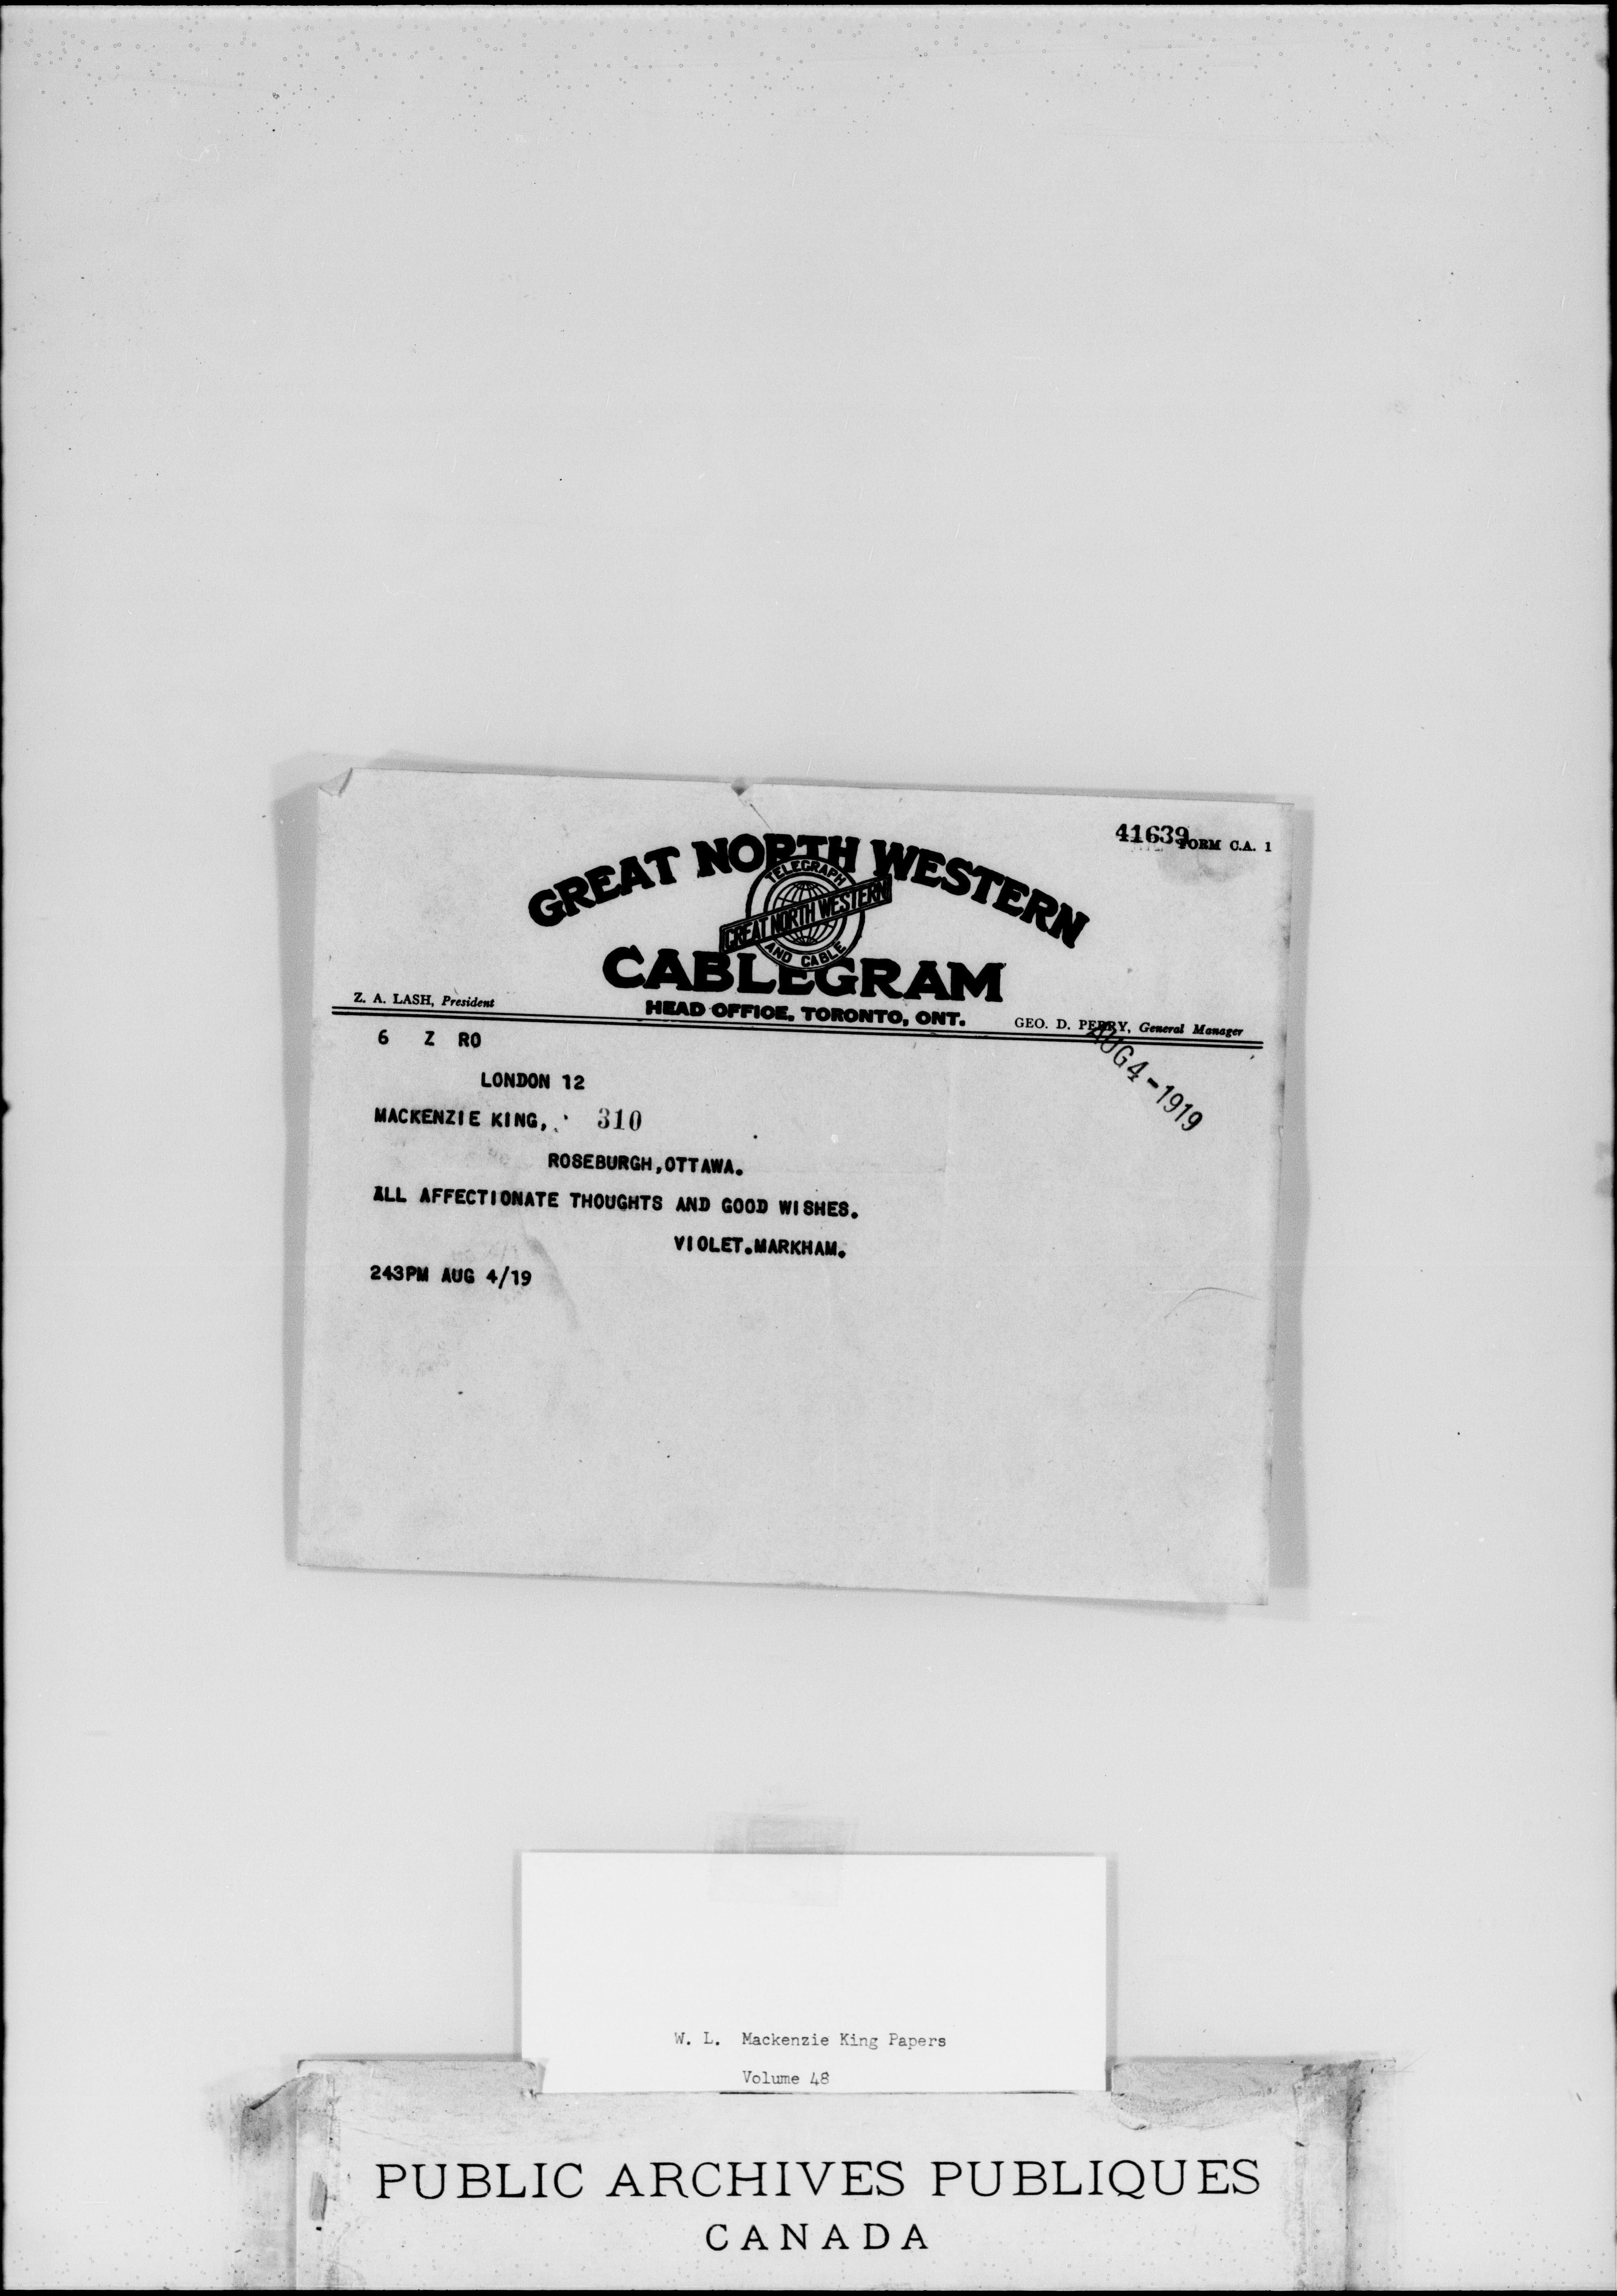 41639
FORM C.A. 1
GREAT NORTH WESTERN
TELEGRAPH
GREAT NORTH WESTERN
AND CABLE
CABLEGRAM
Z. A. LASH, President
HEAD OFFICE, TORONTO, ONT.
GEO. D. PERRY, General Manager
AUG 4-1919
6 Z RO
LONDON 12
MACKENZIE KING, 310
ROSEBURGH,OTTAWA.
ALL AFFECTIONATE THOUGHTS AND GOOD WISHES.
VIOLET.MARKHAM.
243PM AUG 4/19
W. L. Mackenzie King Papers
Volume 48
PUBLIC ARCHIVES PUBLIQUES
CANADA